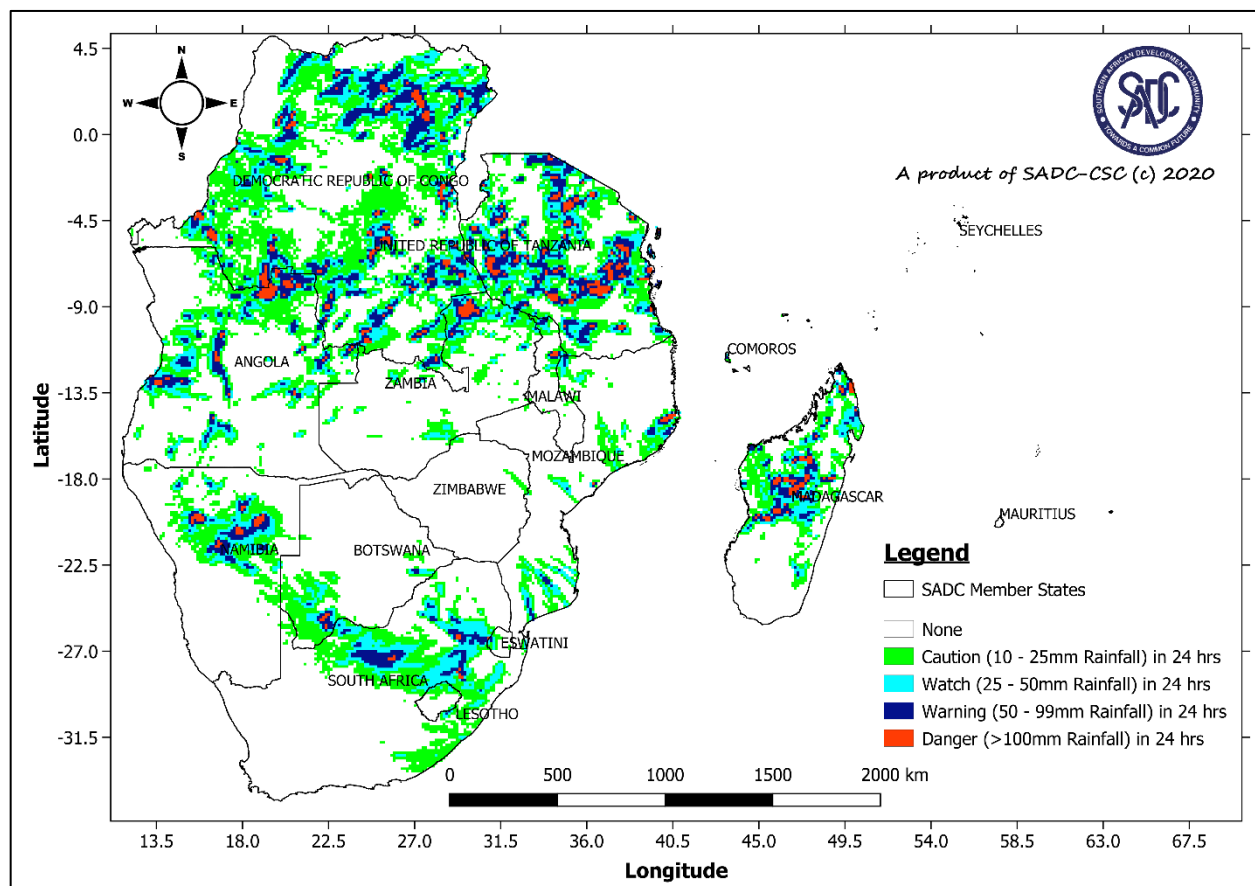 N
W
E
S
SOUTHERN AFRICAN DEVELOPMENT COMMUNITY
SADC
TOWARDS A COMMON FUTURE
A product of SADC-CSC (c) 2020
4.5
0.0
-4.5
-9.0
-13.5
-18.0
-22.5
-27.0
-31.5
Latitude
DEMOCRATIC REPUBLIC OF CONGO
SEYCHELLES
UNITED REPUBLIC OF TANZANIA
COMOROS
ANGOLA
ZAMBIA
MALAWI
MOZAMBIQUE
ZIMBABWE
MADAGASCAR
MAURITIUS
NAMIBIA
BOTSWANA
ESWATINI
SOUTH AFRICA
LESOTHO
Legend
SADC Member States
None
Caution (10 - 25mm Rainfall) in 24 hrs
Watch (25 - 50mm Rainfall) in 24 hrs
Warning (50 - 99mm Rainfall) in 24 hrs
Danger (>100mm Rainfall) in 24 hrs
0 500 1000 1500 2000 km
13.5 18.0 22.5 27.0 31.5 36.0 40.5 45.0 49.5 54.0 58.5 63.0 67.5
Longitude